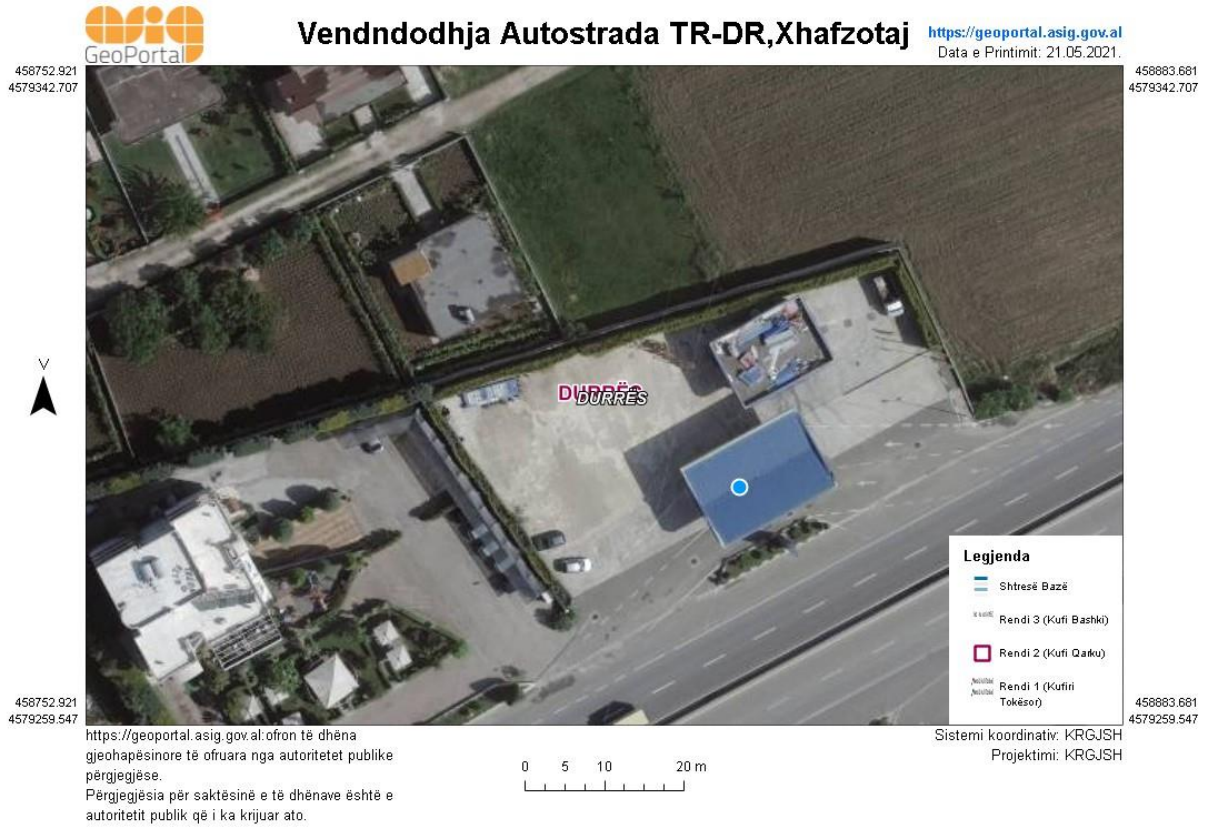 asig
GeoPortal
Vendndodhja Autostrada TR-DR,Xhafzotaj
https://geoportal.asig.gov.al
Data e Printimit: 21.05.2021.
458752.921
4579342.707
458883.681
4579342.707
DURRËS
DURRËS
Legjenda
Shtresë Bazë
Rendi 3 (Kufi Bashki)
Rendi 2 (Kufi Qarku)
Rendi 1 (Kufiri
Tokësor)
458752.921
4579259.547
458883.681
4579259.547
https://geoportal.asig.gov.al:ofron të dhëna
gjeohapësinore të ofruara nga autoritetet publike
përgjegjëse.
Përgjegjësia për saktësinë e të dhënave është e
autoritetit publik që i ka krijuar ato.
0 5 10 20 m
Sistemi koordinativ: KRGJSH
Projektimi: KRGJSH